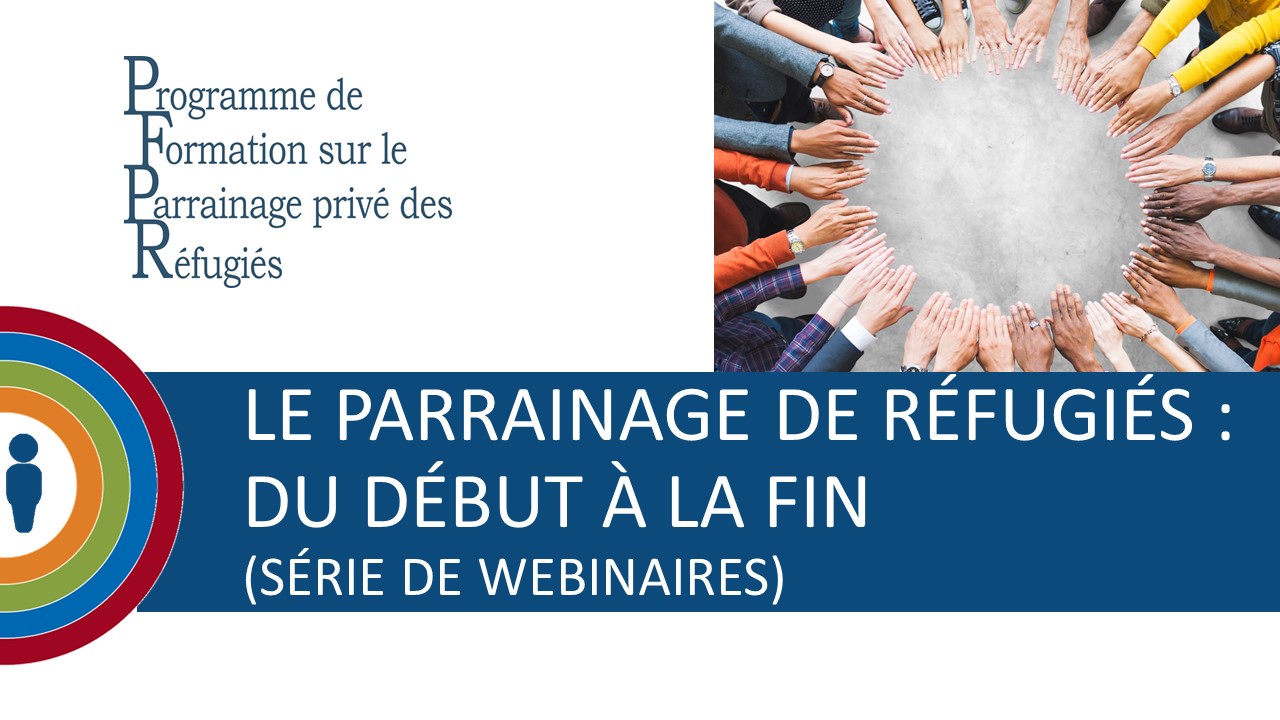 Programme de
Formation sur le
Parrainage privé des
Réfugiés
LE PARRAINAGE DE RÉFUGIÉS :
DU DÉBUT À LA FIN
(SÉRIE DE WEBINAIRES)